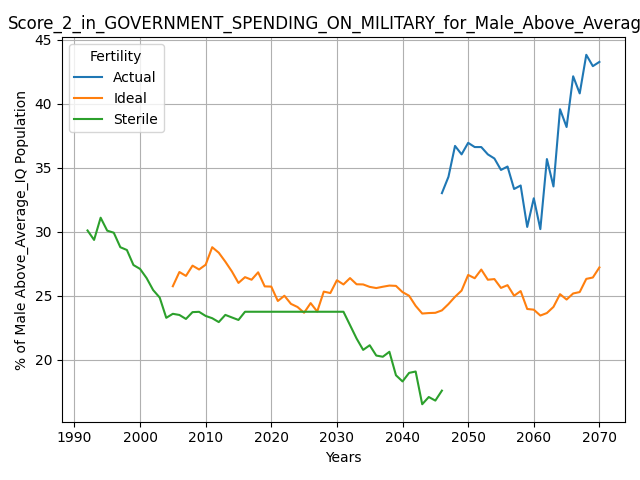 Score_2_in_GOVERNMENT_SPENDING_ON_MILITARY_for_Male_Above_Averag
Fertility
Actual
Ideal
Sterile
% of Male Above_Average_IQ Population
45
40
35
30
25
20
1990 2000 2010 2020 2030 2040 2050 2060 2070
Years